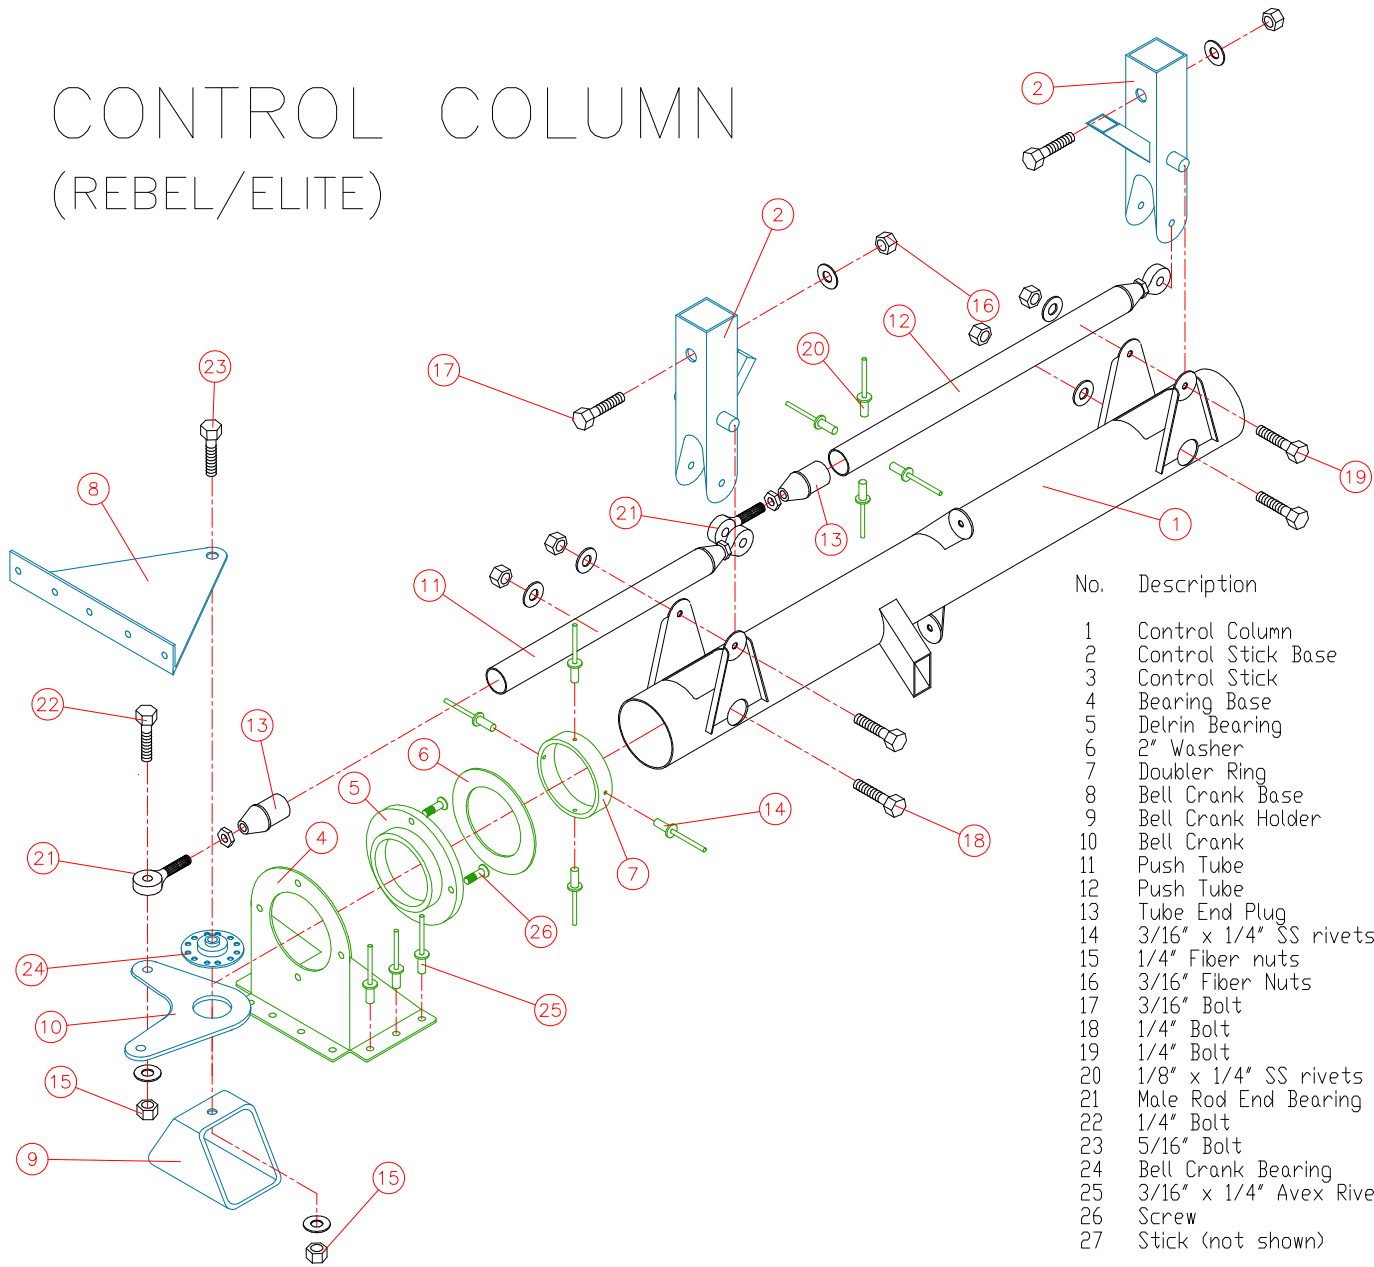 CONTROL COLUMN
(REBEL/ELITE)
2
2
16
12
20
17
23
8
19
21
13
1
11
22
13
6
5
14
4
7
18
21
26
24
25
10
15
9
15
No. Description
1 Control Column
2 Control Stick Base
3 Control Stick
4 Bearing Base
5 Delrin Bearing
6 2" Washer
7 Doubler Ring
8 Bell Crank Base
9 Bell Crank Holder
10 Bell Crank
11 Push Tube
12 Push Tube
13 Tube End Plug
14 3/16" x 1/4" SS rivets
15 1/4" Fiber nuts
16 3/16" Fiber Nuts
17 3/16" Bolt
18 1/4" Bolt
19 1/4" Bolt
20 1/8" x 1/4" SS rivets
21 Male Rod End Bearing
22 1/4" Bolt
23 5/16" Bolt
24 Bell Crank Bearing
25 3/16" x 1/4" Avex Rive
26 Screw
27 Stick (not shown)